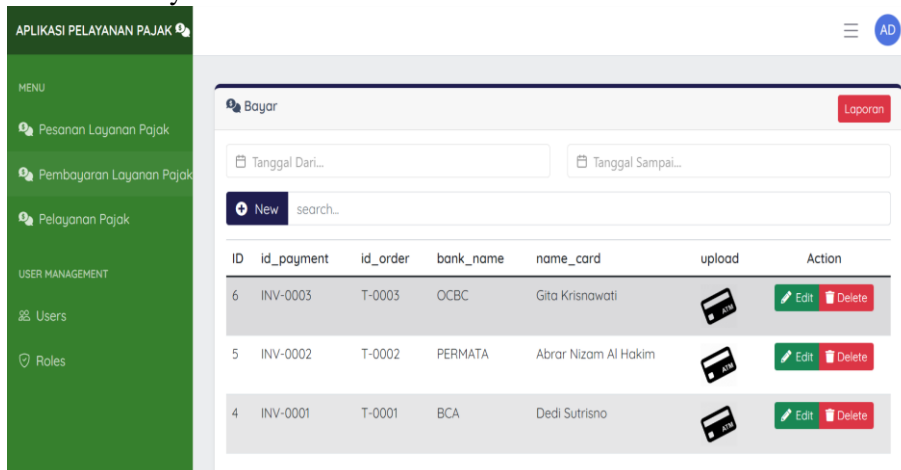 APLIKASI PELAYANAN PAJAK
AD
MENU
Pesanan Layanan Pajak
Pembayaran Layanan Pajak
Pelayanan Pajak
USER MANAGEMENT
Users
Roles
Bayar
Laporan
Tanggal Dari...
Tanggal Sampai...
New search...
ID id_payment id_order bank_name name_card upload Action
6 INV-0003 T-0003 OCBC Gita Krisnawati ATM Edit Delete
5 INV-0002 T-0002 PERMATA Abrar Nizam Al Hakim ATM Edit Delete
4 INV-0001 T-0001 BCA Dedi Sutrisno ATM Edit Delete